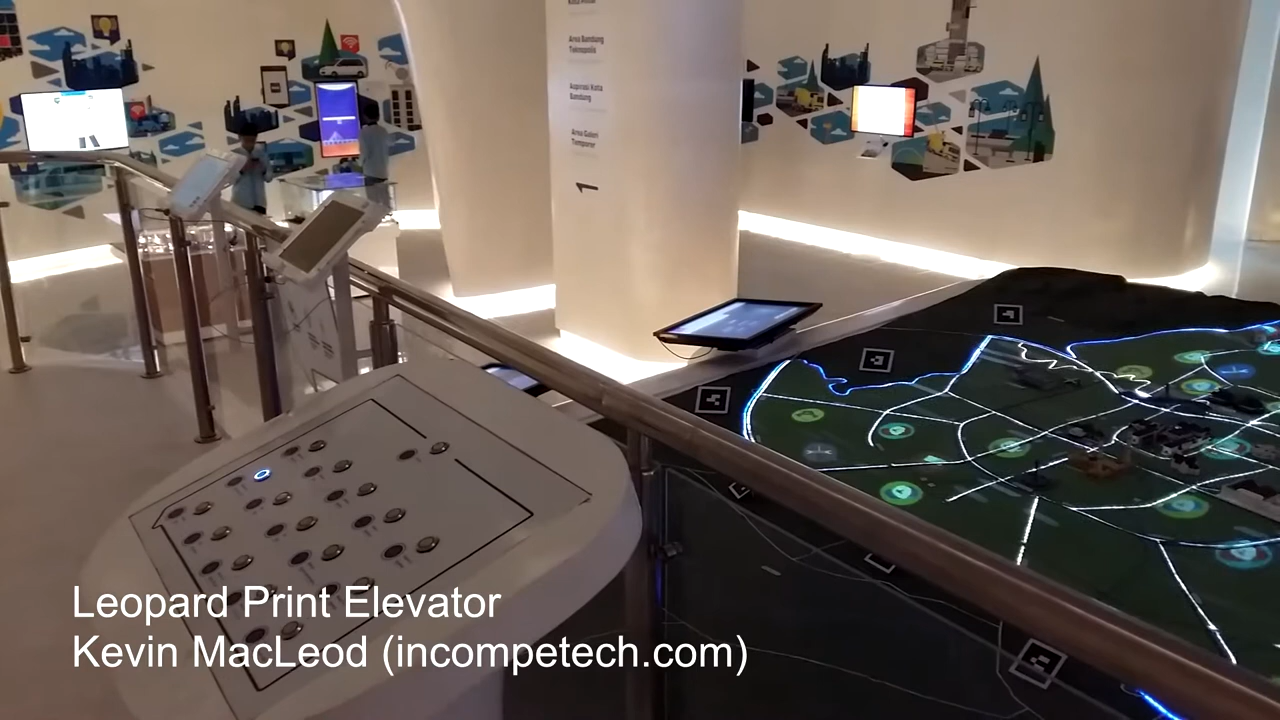 Area Bandung
Teknopolis
Aspirasi Kota
Bandung
Area Galeri
Temporer
Leopard Print Elevator
Kevin MacLeod (incompetech.com)